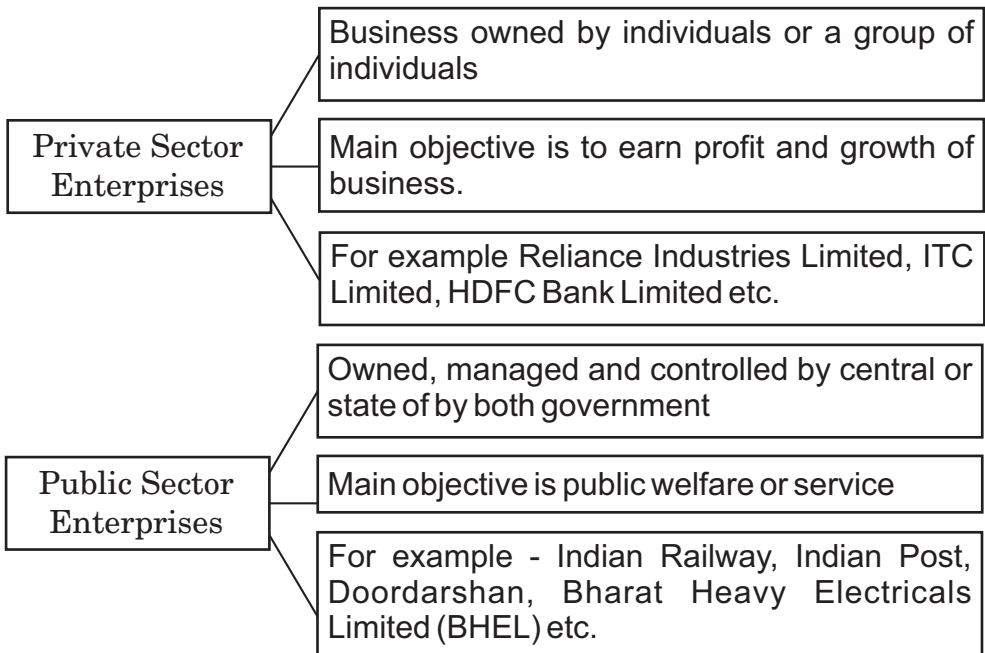 Business owned by individuals or a group of
individuals
Private Sector
Enterprises
Main objective is to earn profit and growth of
business.
For example Reliance Industries Limited, ITC
Limited, HDFC Bank Limited etc.
Owned, managed and controlled by central or
state of by both government
Public Sector
Enterprises
Main objective is public welfare or service
For example - Indian Railway, Indian Post,
Doordarshan, Bharat Heavy Electricals
Limited (BHEL) etc.